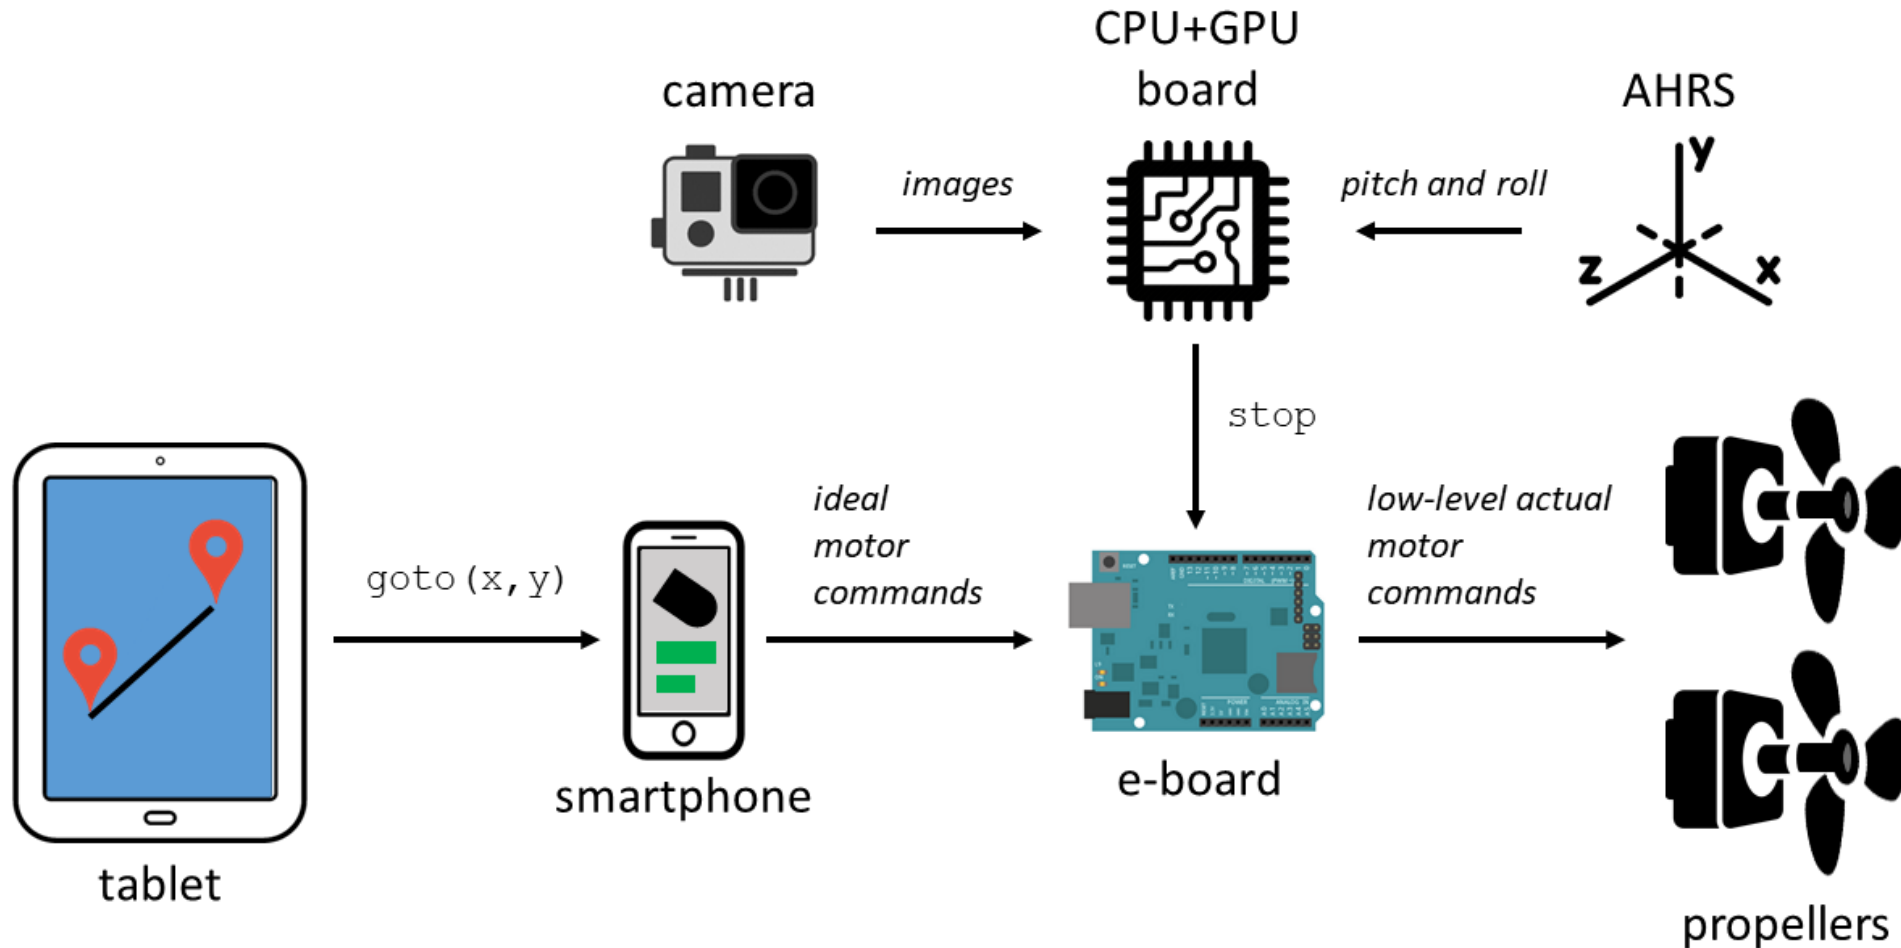 CPU+GPU
board
camera
AHRS
images
pitch and roll
y
z
x
stop
ideal
motor
commands
low-level actual
motor
commands
goto(x,y)
smartphone
e-board
tablet
propellers